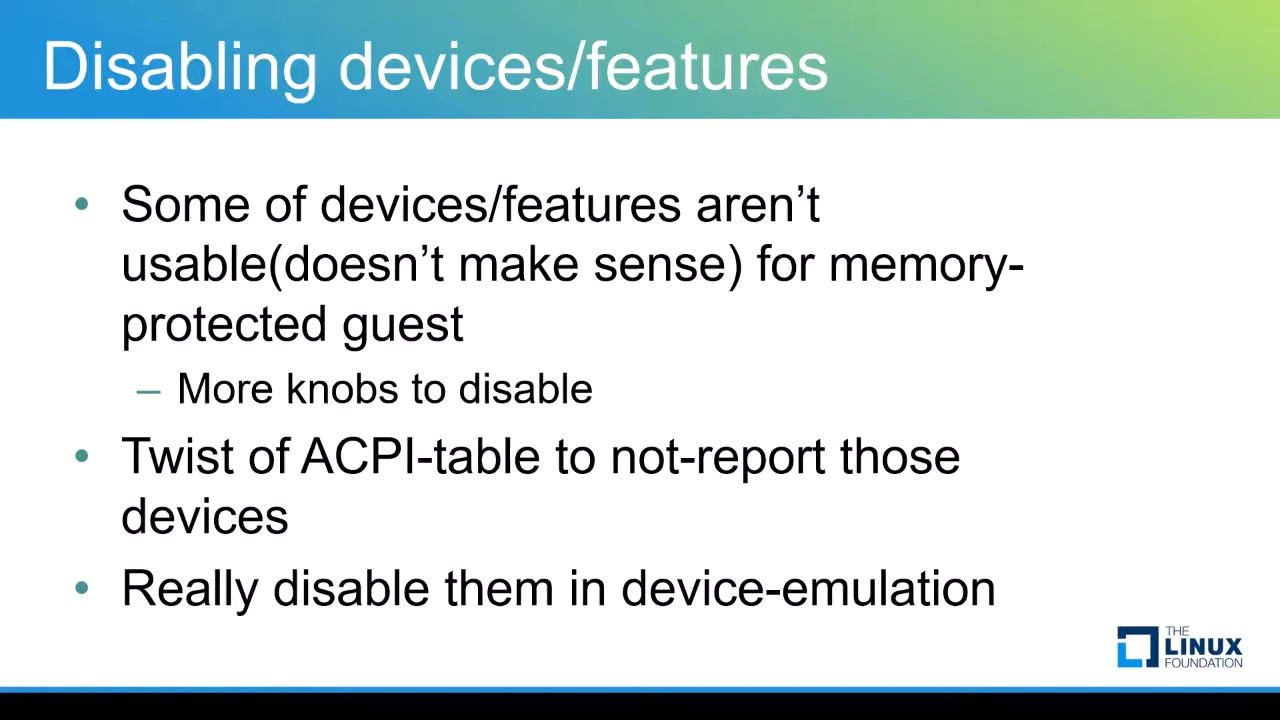 Disabling devices/features
• Some of devices/features aren’t
usable(doesn’t make sense) for memory-
protected guest
– More knobs to disable
• Twist of ACPI-table to not-report those
devices
• Really disable them in device-emulation
THE
LINUX
FOUNDATION